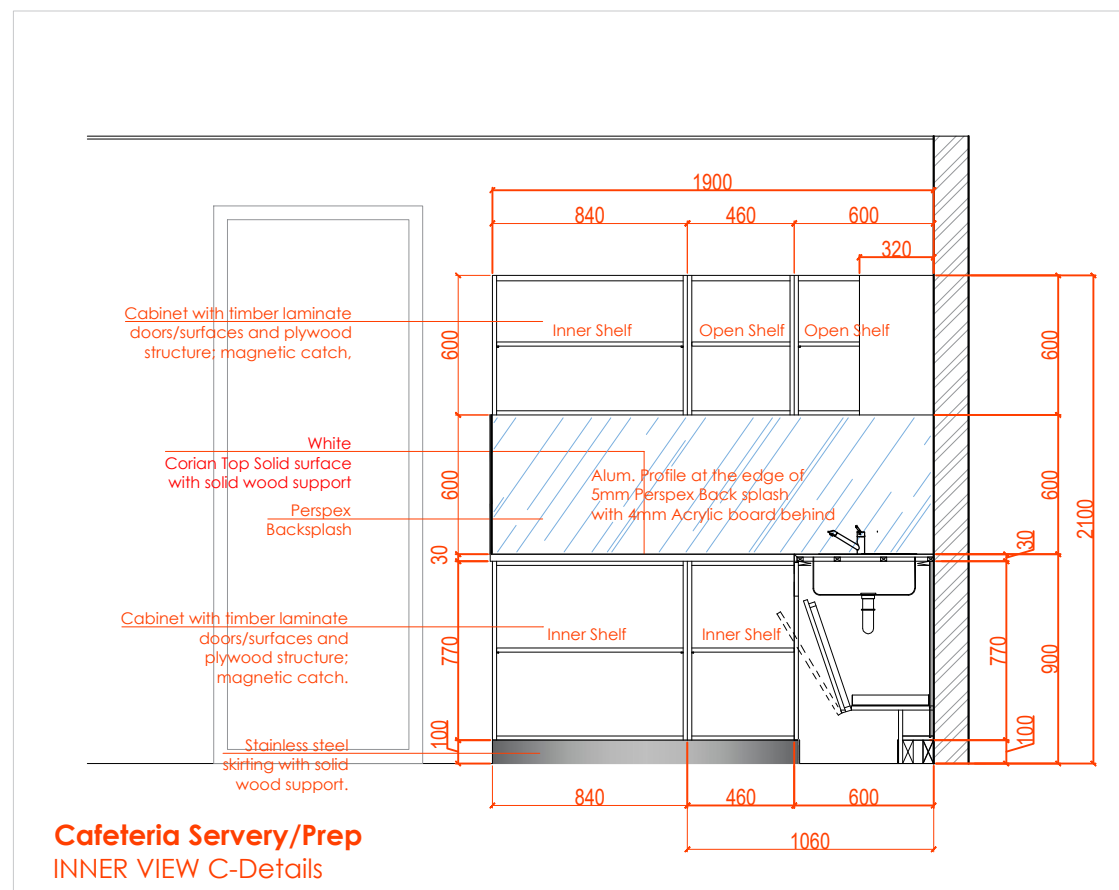 1900
840
460
600
320
Cabinet with timber laminate
doors/surfaces and plywood
structure; magnetic catch,
600
Inner Shelf
Open Shelf
Open Shelf
600
White
Corian Top Solid surface
with solid wood support
Perspex
Backsplash
600
Alum. Profile at the edge of
5mm Perspex Back splash
with 4mm Acrylic board behind
600
2100
30
30
Cabinet with timber laminate
doors/surfaces and
plywood structure;
magnetic catch.
770
Inner Shelf
Inner Shelf
770
900
100
100
Stainless steel
skirting with solid
wood support.
840
460
600
1060
Cafeteria Servery/Prep
INNER VIEW C-Details